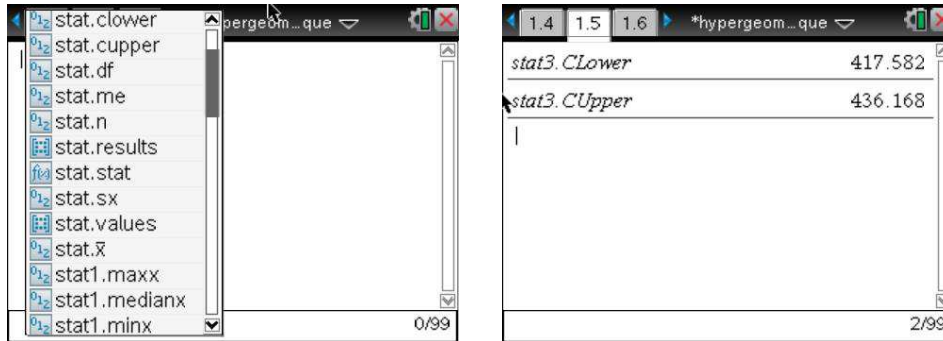 pergeom...que
stat.clower
stat.cupper
stat.df
stat.me
stat.n
stat.results
f(x) stat.stat
stat.sx
stat.values
stat.x̄
stat1.maxx
stat1.medianx
stat1.minx
0/99
1.4 1.5 1.6 *hypergeom...que
stat3.CLower 417.582
stat3.CUpper 436.168
2/99